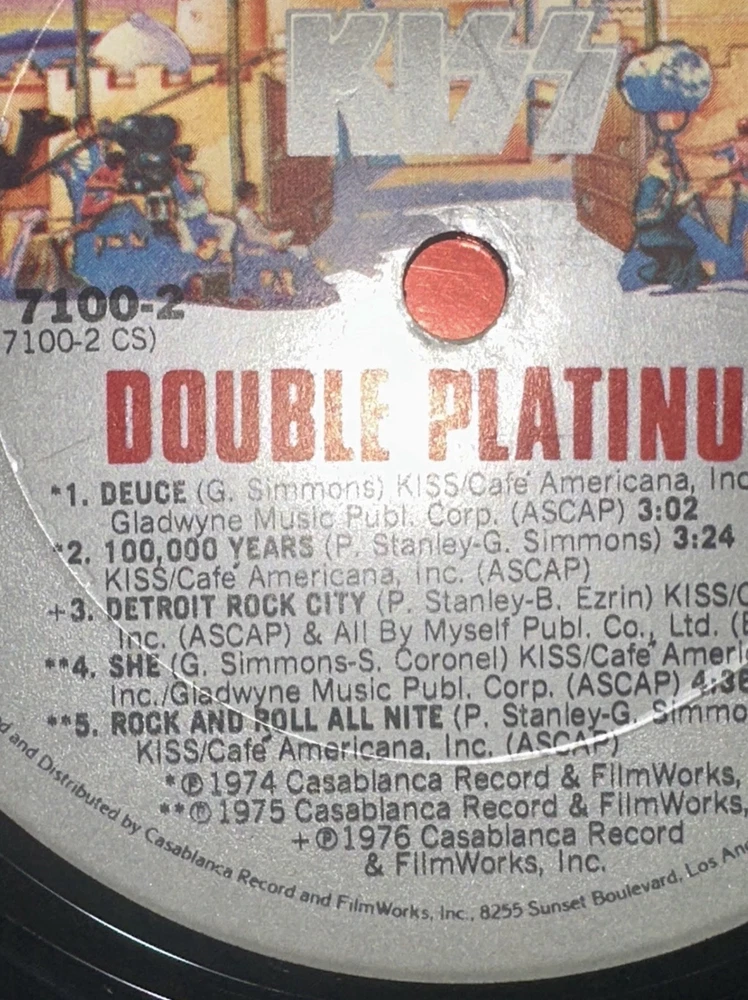 KISS
7100-2
7100-2 CS)
DOUBLE PLATINU
*1. DEUCE (G. Simmons) KISS/Café Americana, Inc
Gladwyne Music Publ. Corp. (ASCAP) 3:02
*2. 100,000 YEARS (P. Stanley-G. Simmons) 3:24
KISS/Café Americana, Inc. (ASCAP)
+3. DETROIT ROCK CITY (P. Stanley-B. Ezrin) KISS/C
Inc. (ASCAP) & All By Myself Publ. Co., Ltd. (B
**4. SHE (G. Simmons-S. Coronel) KISS/Café Ameri
Inc./Gladwyne Music Publ. Corp. (ASCAP) 4:36
**5. ROCK AND ROLL ALL NITE (P. Stanley-G. Simmo
KISS/Café Americana, Inc. (ASCAP)
*℗1974 Casablanca Record & FilmWorks,
**℗1975 Casablanca Record & FilmWorks,
+℗1976 Casablanca Record
& FilmWorks, Inc.
d and Distributed by Casablanca Record and FilmWorks, Inc., 8255 Sunset Boulevard, Los An